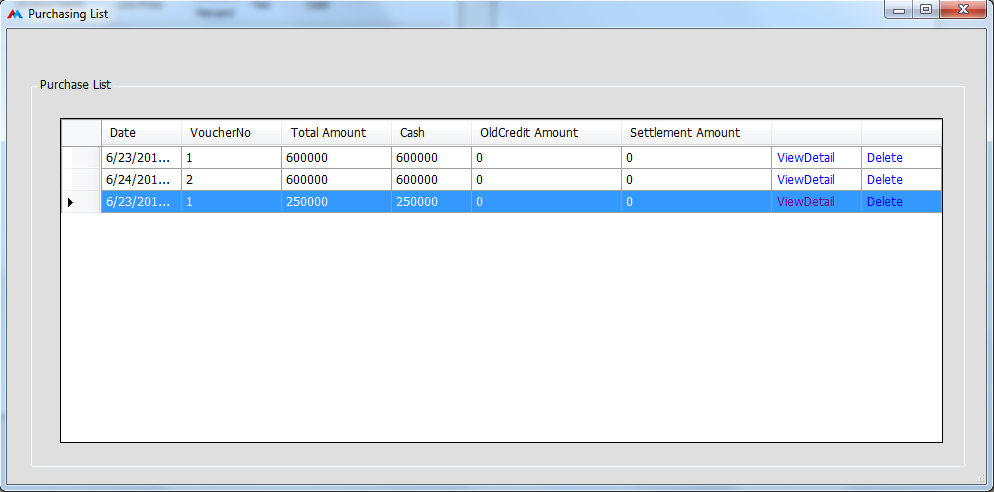 Purchasing List
Purchase List
Date VoucherNo Total Amount Cash OldCredit Amount Settlement Amount
6/23/201... 1 600000 600000 0 0 ViewDetail Delete
6/24/201... 2 600000 600000 0 0 ViewDetail Delete
6/23/201... 1 250000 250000 0 0 ViewDetail Delete